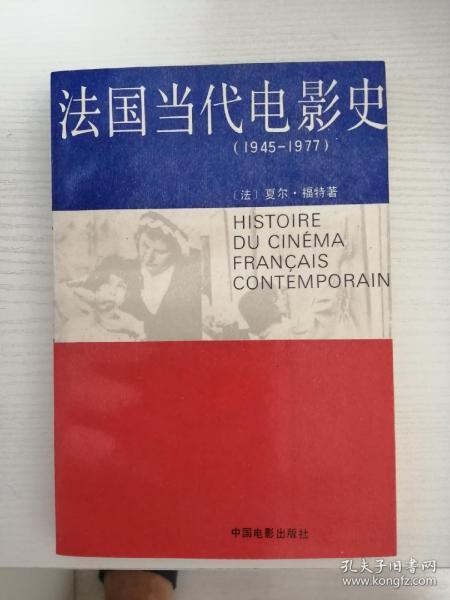 法国当代电影史
(1945-1977)
〔法〕夏尔·福特著
HISTOIRE
DU CINÉMA
FRANÇAIS
CONTEMPORAIN
中国电影出版社
孔夫子旧书网
www.kongfz.com